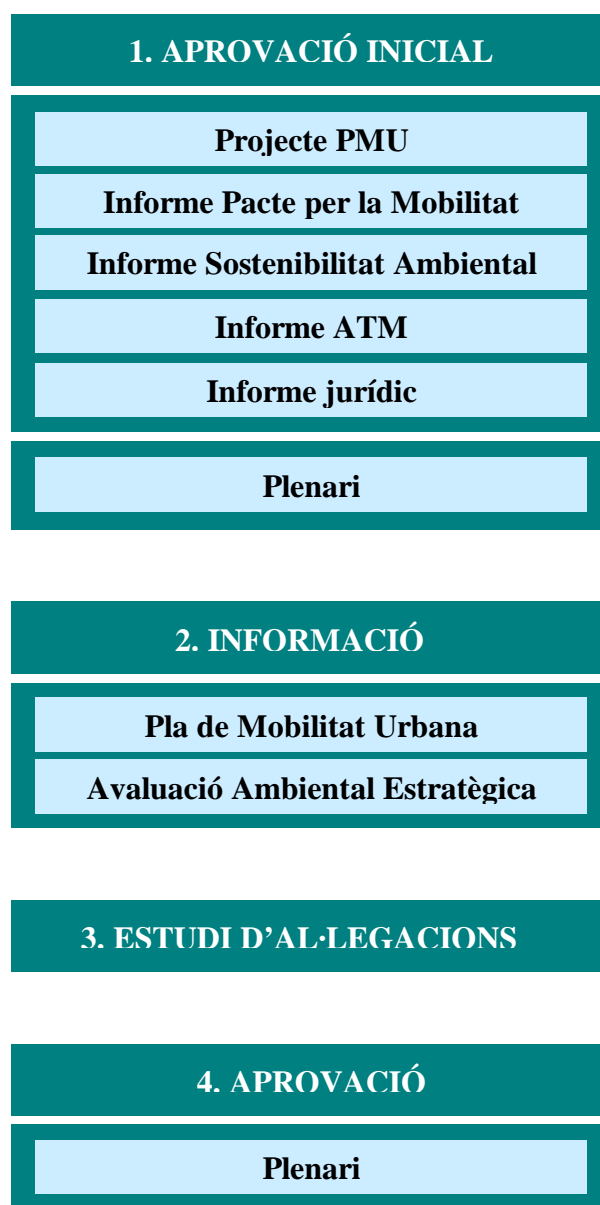 1. APROVACIÓ INICIAL
Projecte PMU
Informe Pacte per la Mobilitat
Informe Sostenibilitat Ambiental
Informe ATM
Informe jurídic
Plenari
2. INFORMACIÓ
Pla de Mobilitat Urbana
Avaluació Ambiental Estratègica
3. ESTUDI D’AL·LEGACIONS
4. APROVACIÓ
Plenari